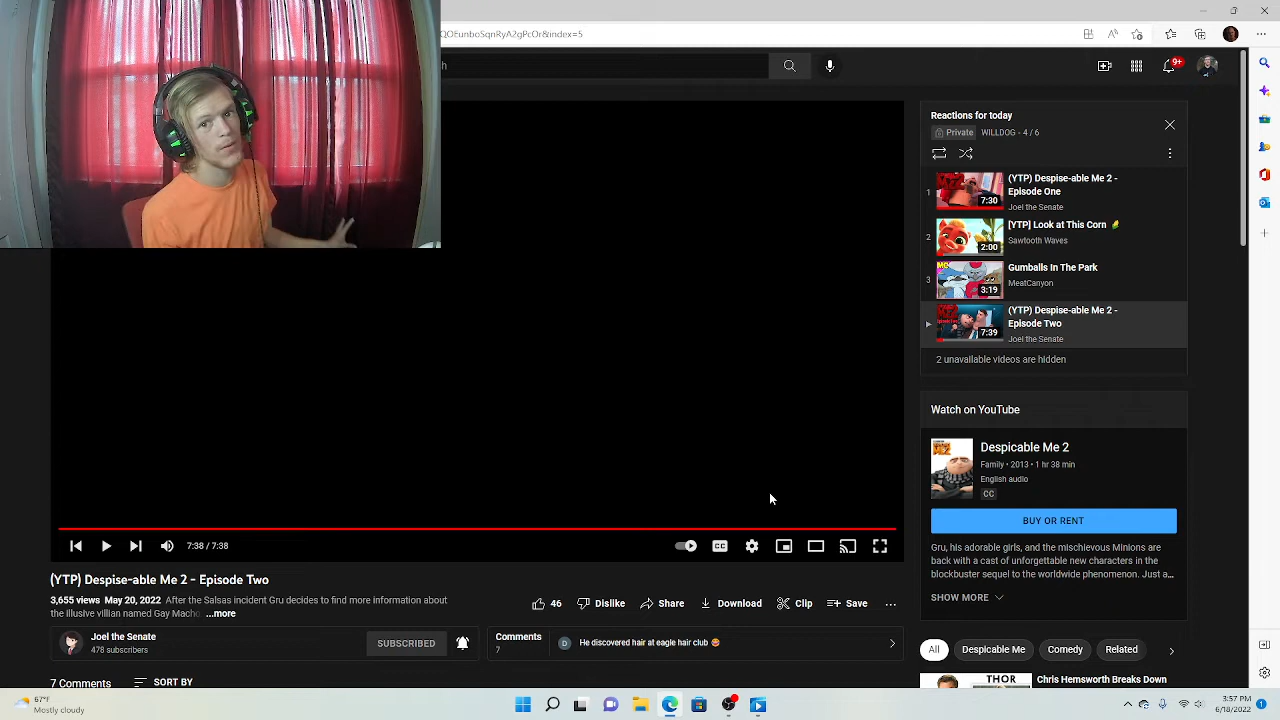 QOEunboSqnRyA2gPcOr&index=5
h
9+
Reactions for today
Private WILLDOG - 4 / 6
1
7:30
(YTP) Despise-able Me 2 -
Episode One
Joel the Senate
2
2:00
[YTP] Look at This Corn 🌽
Sawtooth Waves
3
3:19
Gumballs In The Park
MeatCanyon
7:39
(YTP) Despise-able Me 2 -
Episode Two
Joel the Senate
2 unavailable videos are hidden
Watch on YouTube
Despicable Me 2
Family • 2013 • 1 hr 38 min
English audio
CC
BUY OR RENT
Gru, his adorable girls, and the mischievous Minions are
back with a cast of unforgettable new characters in the
blockbuster sequel to the worldwide phenomenon. Just a...
SHOW MORE
All
Despicable Me
Comedy
Related
THOR
Chris Hemsworth Breaks Down
7:38 / 7:38
CC
(YTP) Despise-able Me 2 - Episode Two
3,655 views May 20, 2022 After the Salsas incident Gru decides to find more information about
the illusive villian named Gay Macho ...more
46
Dislike
Share
Download
Clip
Save
Joel the Senate
478 subscribers
SUBSCRIBED
Comments
7
D
He discovered hair at eagle hair club 🤩
7 Comments
SORT BY
67°F
Mostly cloudy
3:57 PM
6/18/2022
1